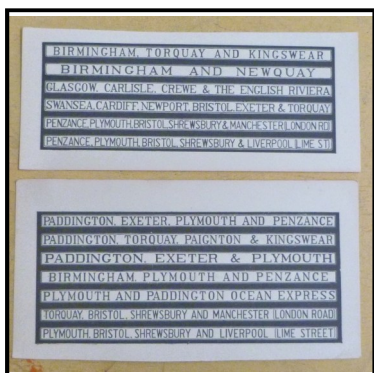 BIRMINGHAM, TORQUAY AND KINGSWEAR
BIRMINGHAM AND NEWQUAY
GLASGOW, CARLISLE, CREWE & THE ENGLISH RIVIERA
SWANSEA, CARDIFF, NEWPORT, BRISTOL, EXETER & TORQUAY
PENZANCE, PLYMOUTH, BRISTOL, SHREWSBURY & MANCHESTER (LONDON RD)
PENZANCE, PLYMOUTH, BRISTOL, SHREWSBURY & LIVERPOOL (LIME ST)
PADDINGTON, EXETER, PLYMOUTH AND PENZANCE
PADDINGTON, TORQUAY, PAIGNTON & KINGSWEAR
PADDINGTON, EXETER & PLYMOUTH
BIRMINGHAM, PLYMOUTH AND PENZANCE
PLYMOUTH AND PADDINGTON OCEAN EXPRESS
TORQUAY, BRISTOL, SHREWSBURY AND MANCHESTER (LONDON ROAD)
PLYMOUTH, BRISTOL, SHREWSBURY AND LIVERPOOL (LIME STREET)